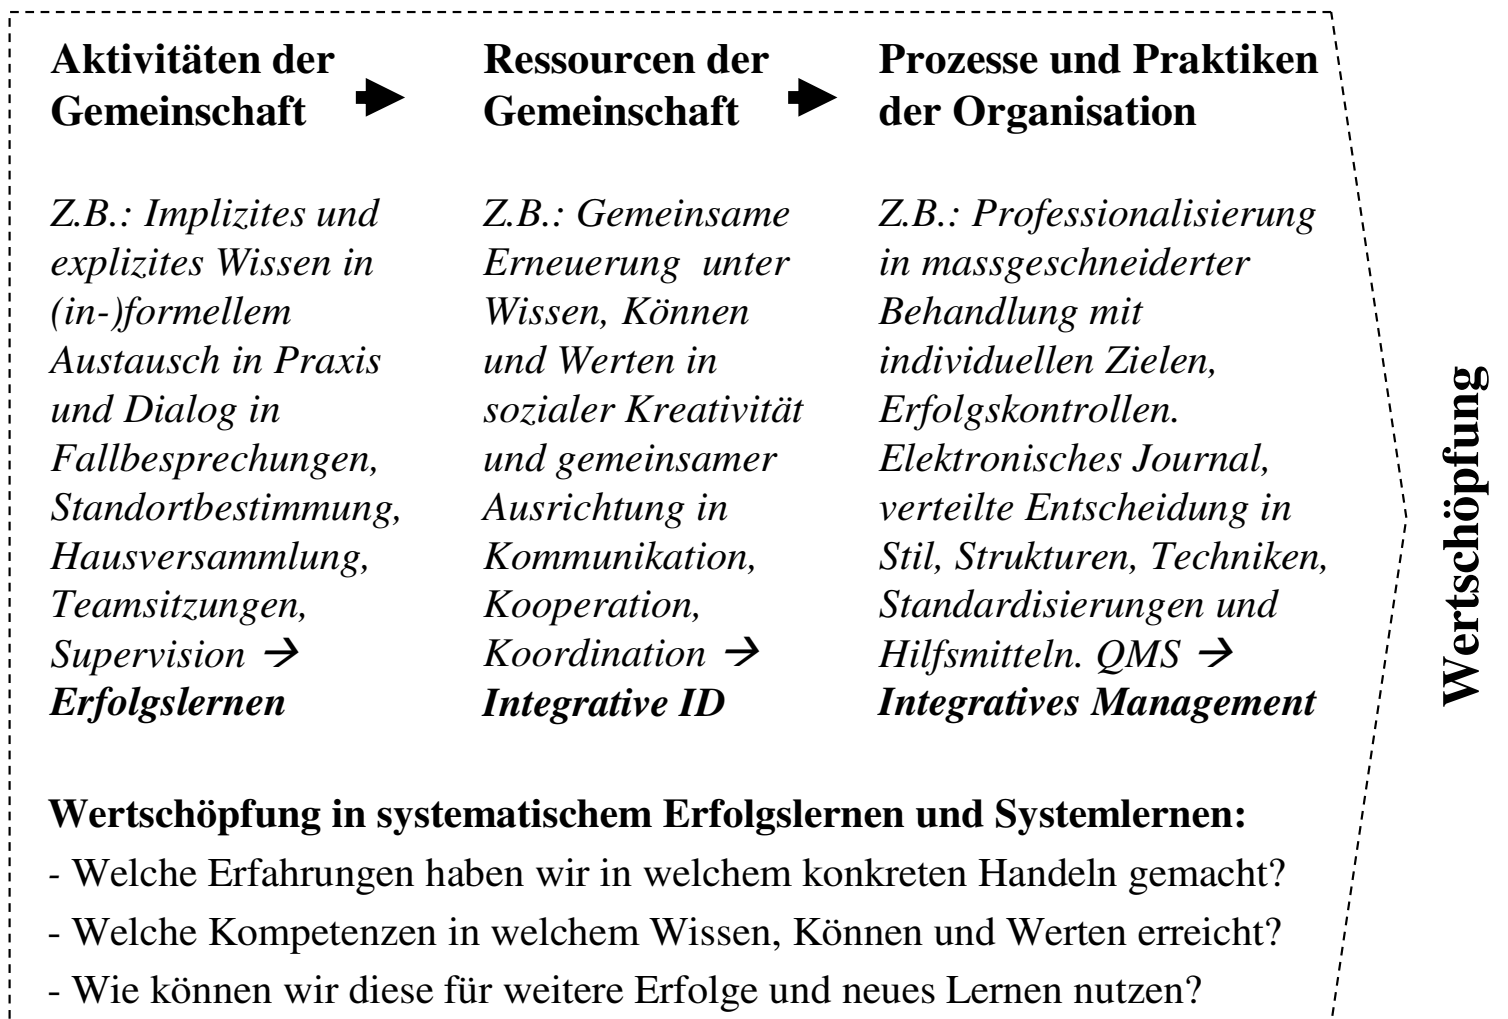 Aktivitäten der
Gemeinschaft
Ressourcen der
Gemeinschaft
Prozesse und Praktiken
der Organisation
Z.B.: Implizites und
explizites Wissen in
(in-)formellem
Austausch in Praxis
und Dialog in
Fallbesprechungen,
Standortbestimmung,
Hausversammlung,
Teamsitzungen,
Supervision →
Erfolgslernen
Z.B.: Gemeinsame
Erneuerung unter
Wissen, Können
und Werten in
sozialer Kreativität
und gemeinsamer
Ausrichtung in
Kommunikation,
Kooperation,
Koordination →
Integrative ID
Z.B.: Professionalisierung
in massgeschneiderter
Behandlung mit
individuellen Zielen,
Erfolgskontrollen.
Elektronisches Journal,
verteilte Entscheidung in
Stil, Strukturen, Techniken,
Standardisierungen und
Hilfsmitteln. QMS →
Integratives Management
Wertschöpfung
Wertschöpfung in systematischem Erfolgslernen und Systemlernen:
- Welche Erfahrungen haben wir in welchem konkreten Handeln gemacht?
- Welche Kompetenzen in welchem Wissen, Können und Werten erreicht?
- Wie können wir diese für weitere Erfolge und neues Lernen nutzen?